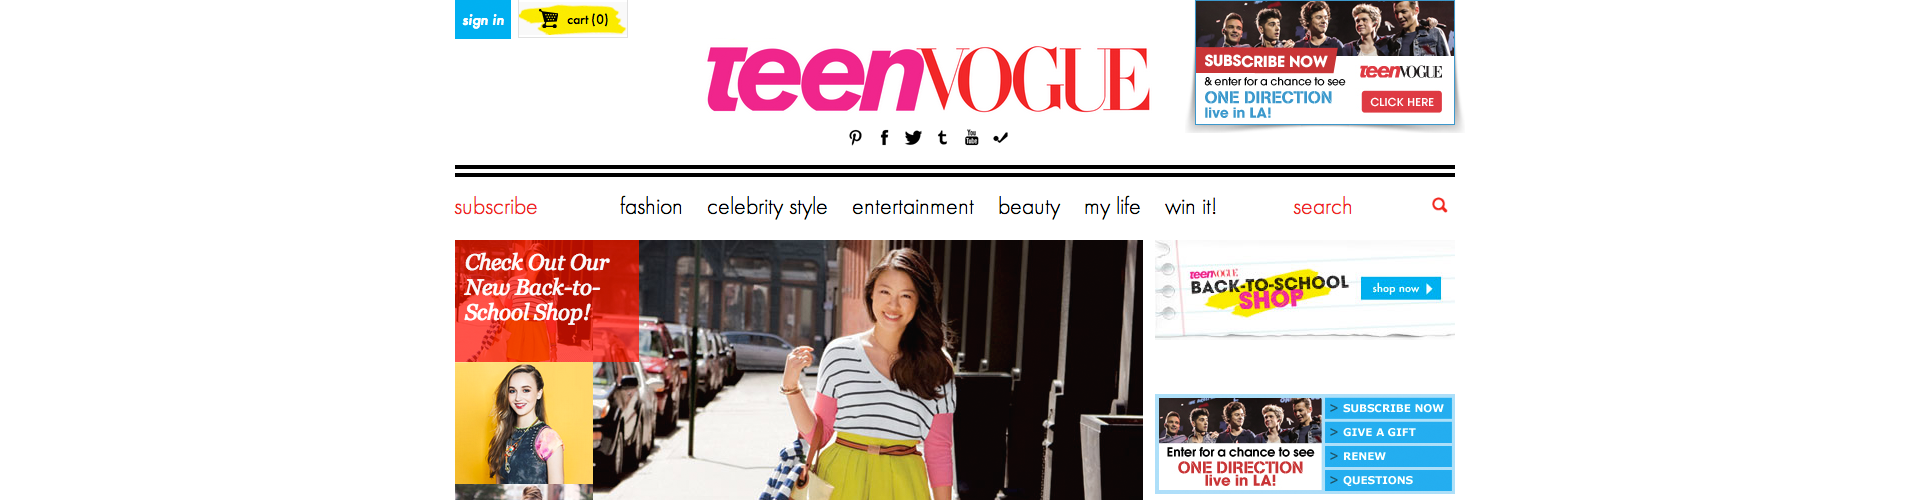 sign in
cart (0)
teenVOGUE
SUBSCRIBE NOW
& enter for a chance to see
ONE DIRECTION
live in LA!
teenVOGUE
CLICK HERE
You
Tube
subscribe
fashion
celebrity style
entertainment
beauty
my life
win it!
search
Check Out Our
New Back-to-
School Shop!
teenVOGUE
BACK-TO-SCHOOL
SHOP
shop now
Enter for a chance to see
ONE DIRECTION
live in LA!
> SUBSCRIBE NOW
> GIVE A GIFT
> RENEW
> QUESTIONS